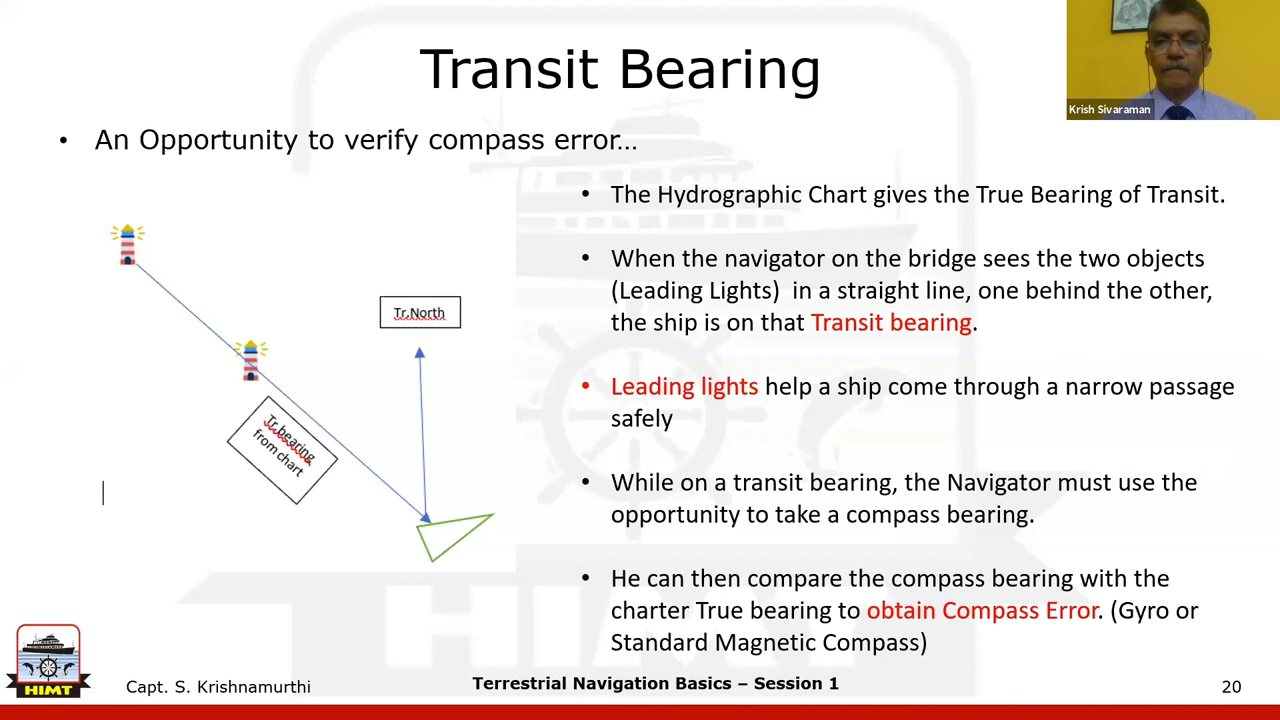 Transit Bearing
Krish Sivaraman
• An Opportunity to verify compass error...
• The Hydrographic Chart gives the True Bearing of Transit.
• When the navigator on the bridge sees the two objects
(Leading Lights) in a straight line, one behind the other,
the ship is on that Transit bearing.
• Leading lights help a ship come through a narrow passage
safely
• While on a transit bearing, the Navigator must use the
opportunity to take a compass bearing.
• He can then compare the compass bearing with the
charter True bearing to obtain Compass Error. (Gyro or
Standard Magnetic Compass)
Tr.North
Tr.bearing
from chart
HIMT
HIMT
Capt. S. Krishnamurthi
Terrestrial Navigation Basics – Session 1
20